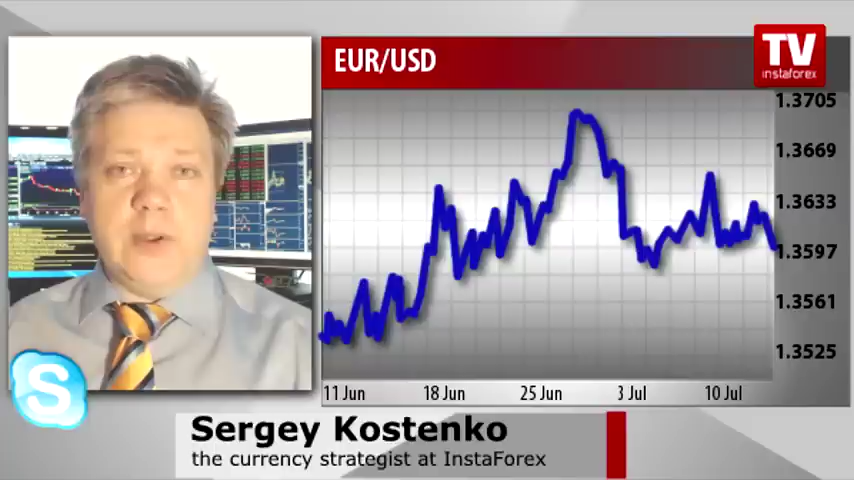 EUR/USD
TV
instaforex
1.3705
1.3669
1.3633
1.3597
1.3561
1.3525
11 Jun 18 Jun 25 Jun 3 Jul 10 Jul
S
Sergey Kostenko
the currency strategist at InstaForex